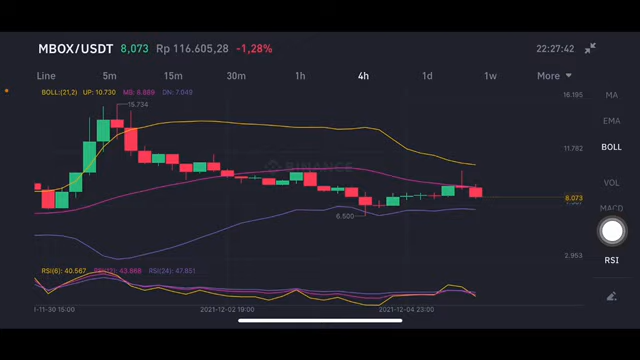 MBOX/USDT 8,073 Rp 116.605,28 -1,28% 22:27:42
Line 5m 15m 30m 1h 4h 1d 1w More
BOLL:(21,2) UP: 10.730 MB: 8.889 DN: 7.049
MA
EMA
BOLL
VOL
MACD
RSI
16.195
15.734
11.782
BINANCE
8.073
6.500
2.953
RSI(6): 40.567 RSI(12): 43.868 RSI(24): 47.851
1-11-30 15:00 2021-12-02 19:00 2021-12-04 23:00